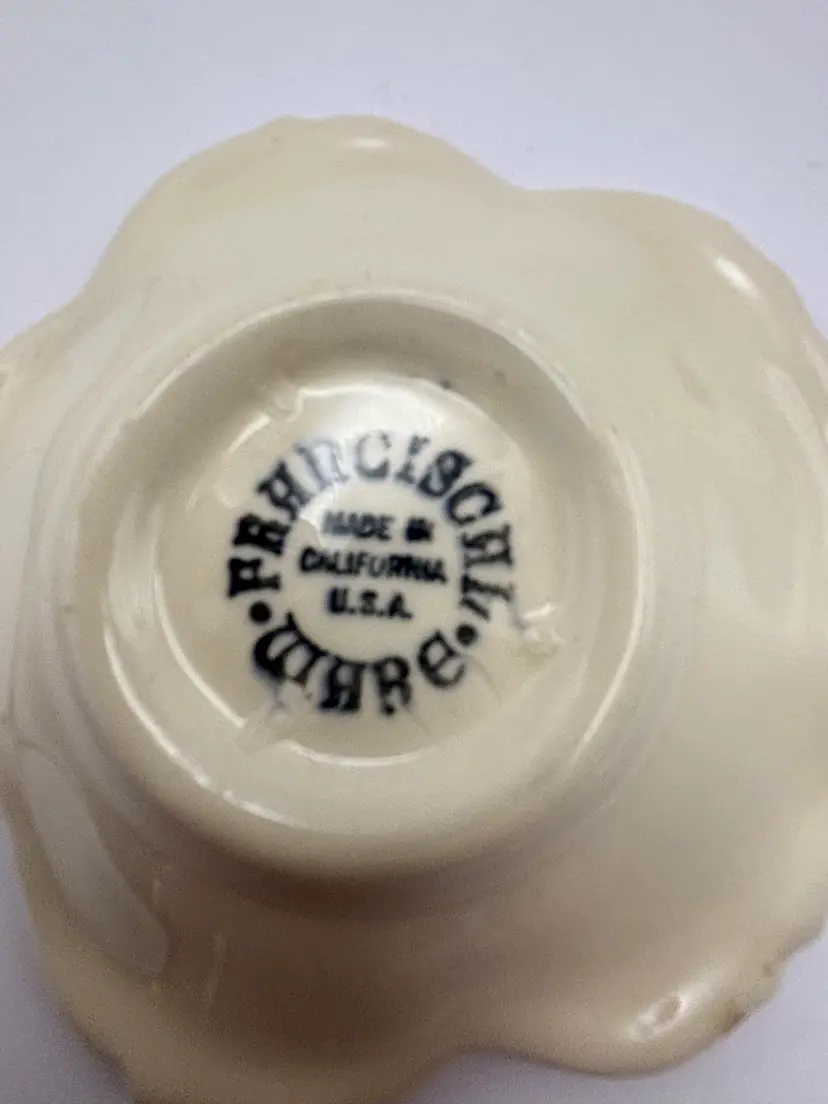 FRANCISCAN
MADE IN
CALIFORNIA
U.S.A.
• WARE •